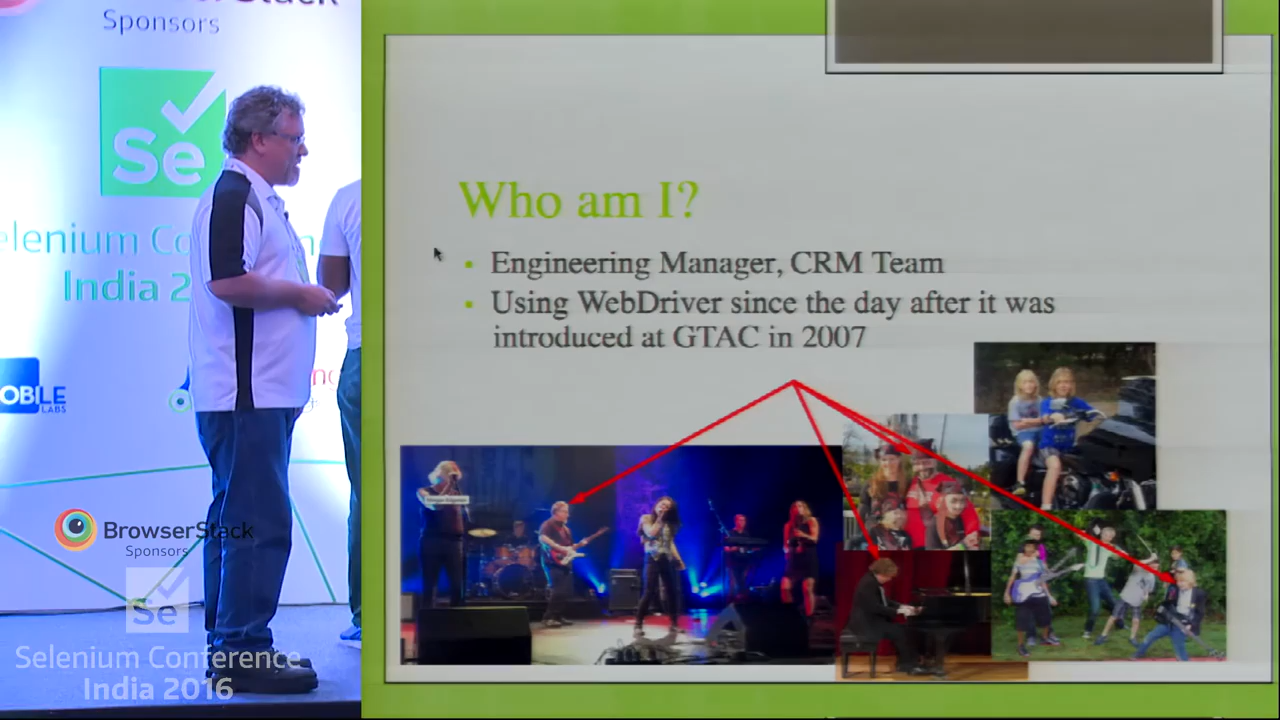 Sponsors
Se
elenium Co
India 2
OBILE
LABS
BrowserStack
Sponsors
Se
Selenium Conference
India 2016
Who am I?
Engineering Manager, CRM Team
Using WebDriver since the day after it was
introduced at GTAC in 2007